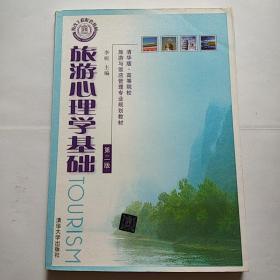 旅游心理学基础
第二版
李昕 主编
清华版·高等院校
旅游与饭店管理专业规划教材
TOURISM
清华大学出版社